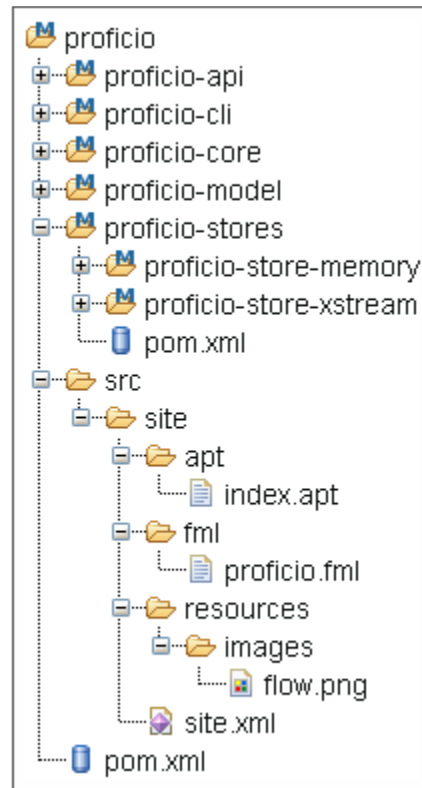 proficio
proficio-api
proficio-cli
proficio-core
proficio-model
proficio-stores
proficio-store-memory
proficio-store-xstream
pom.xml
src
site
apt
index.apt
fml
proficio.fml
resources
images
flow.png
site.xml
pom.xml